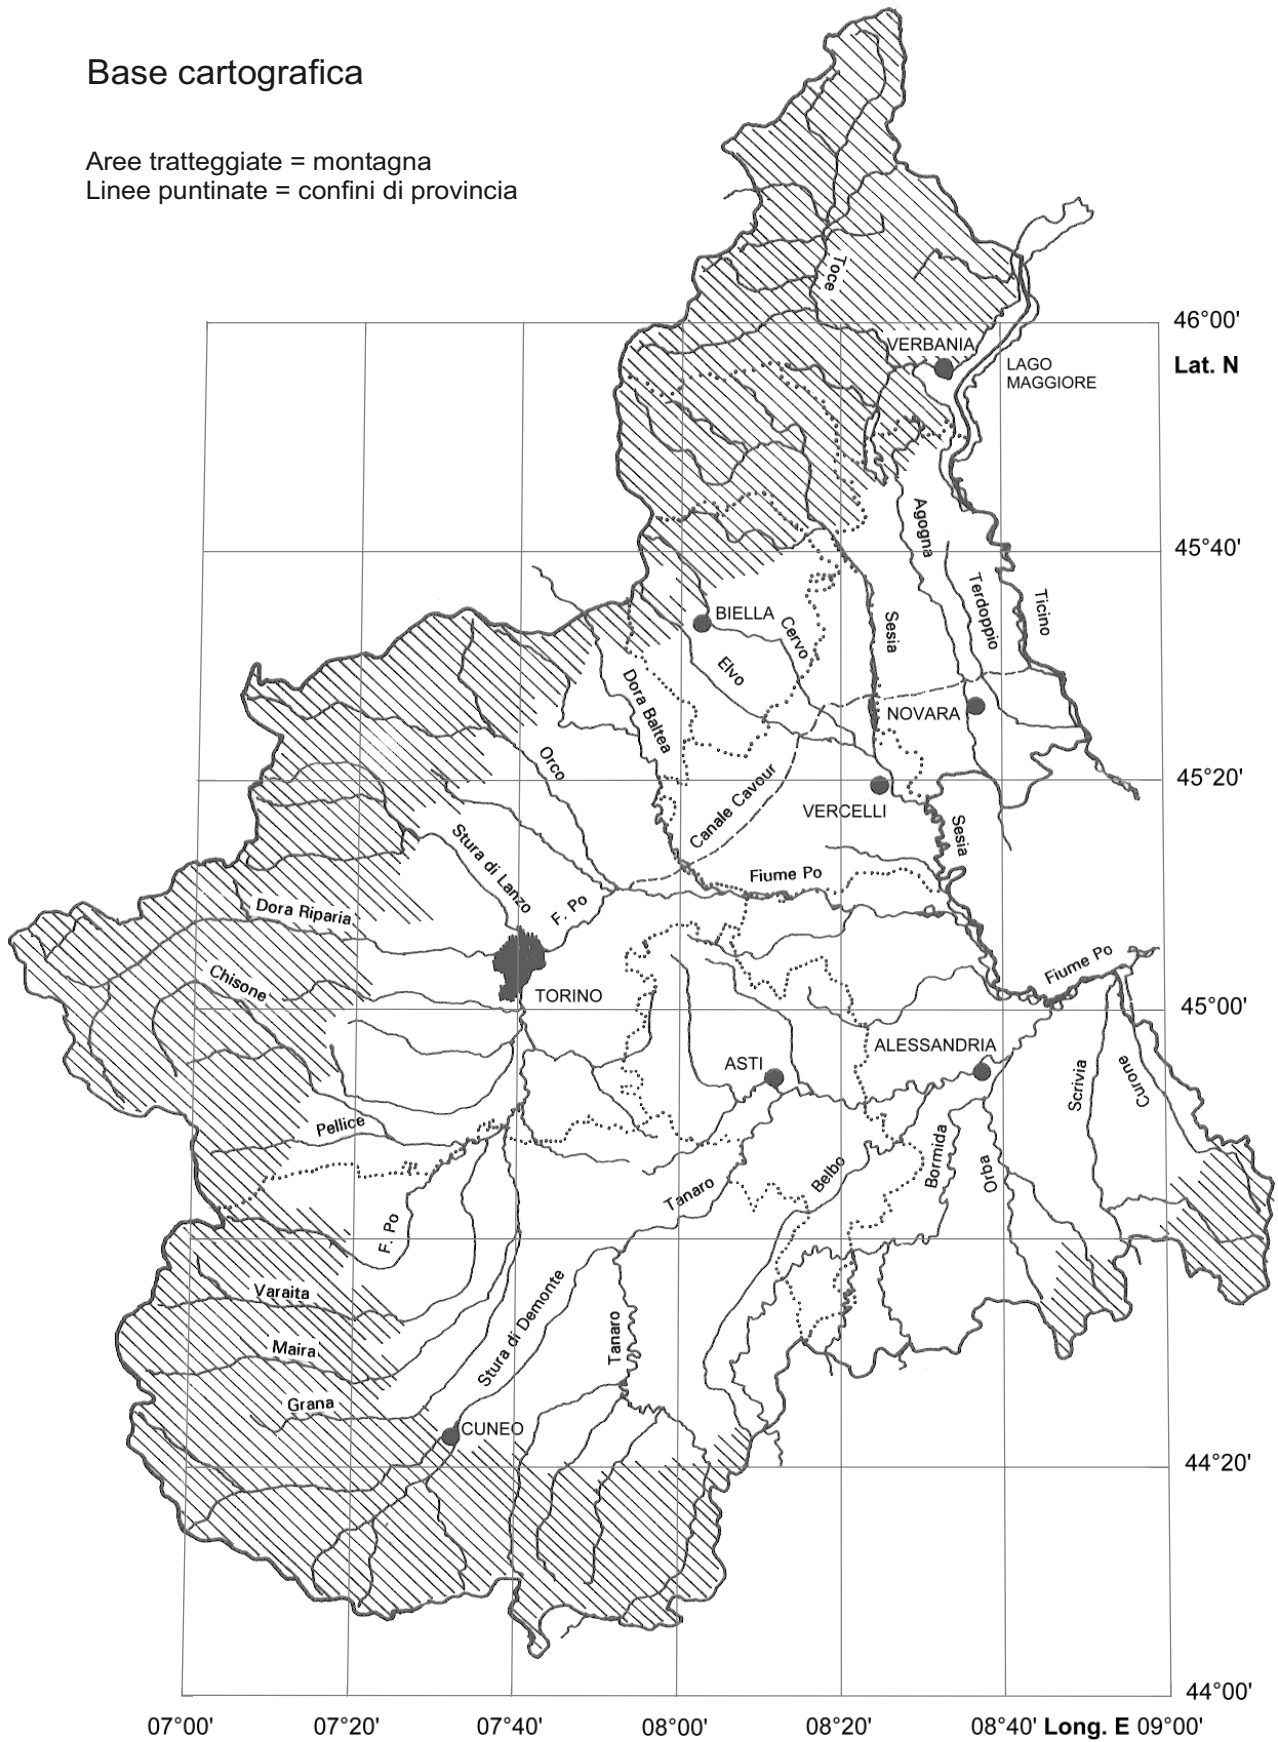 Base cartografica
Aree tratteggiate = montagna
Linee puntinate = confini di provincia
Toce
46°00'
VERBANIA
Lat. N
LAGO
MAGGIORE
Agogna
45°40'
Terdoppio
Ticino
BIELLA
Cervo
Sesia
Elvo
Dora Baltea
NOVARA
Orco
45°20'
Canale Cavour
VERCELLI
Stura di Lanzo
Sesia
Fiume Po
Dora Riparia
F. Po
Fiume Po
Chisone
TORINO
45°00'
ALESSANDRIA
ASTI
Scrivia
Curone
Pellice
Bormida
Orba
Belbo
Tanaro
F. Po
Varaita
Stura di Demonte
Tanaro
Maira
Grana
CUNEO
44°20'
44°00'
07°00'
07°20'
07°40'
08°00'
08°20'
08°40' Long. E 09°00'